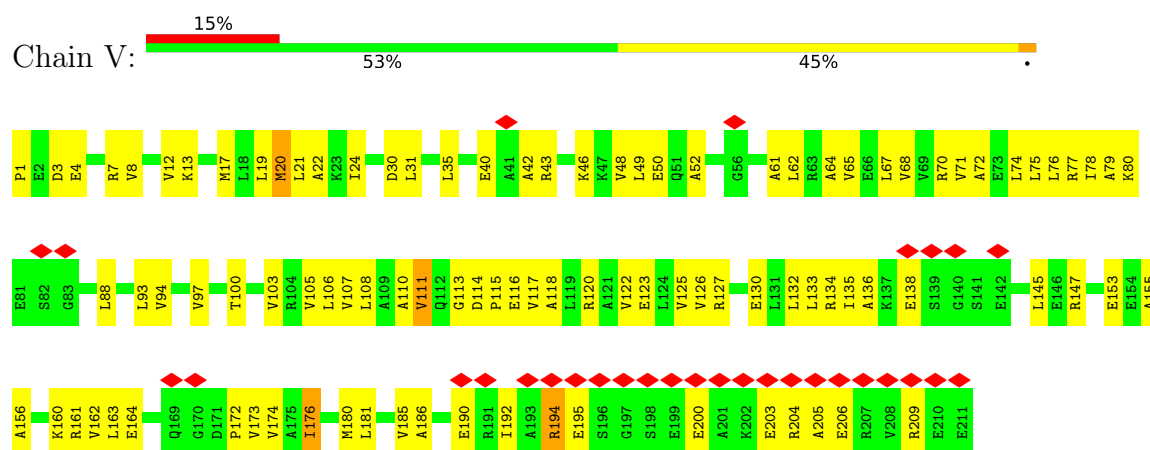 15%
Chain V:
53% 45% •
P1 E2 D3 E4 R7 V8 V12 K13 M17 L18 L19 M20 L21 A22 K23 I24 D30 L31 L35 E40 A41 A42 R43 K46 K47 V48 L49 E50 Q51 A52 G56 A61 L62 R63 A64 V65 E66 L67 V68 V69 R70 V71 A72 E73 L74 L75 L76 R77 I78 A79 K80
E81 S82 G83 L88 L93 V94 V97 T100 V103 R104 V105 L106 V107 L108 A109 A110 V111 Q112 G113 D114 P115 E116 V117 A118 L119 R120 A121 V122 E123 L124 V125 V126 R127 E130 L131 L132 L133 R134 I135 A136 K137 E138 S139 G140 S141 E142 L145 E146 R147 E153 E154 A155
A156 K160 R161 V162 L163 E164 Q169 G170 D171 P172 V173 V174 A175 I176 M180 L181 V185 A186 E190 R191 I192 A193 R194 E195 S196 G197 S198 E199 E200 A201 K202 E203 R204 A205 E206 R207 V208 R209 E210 E211